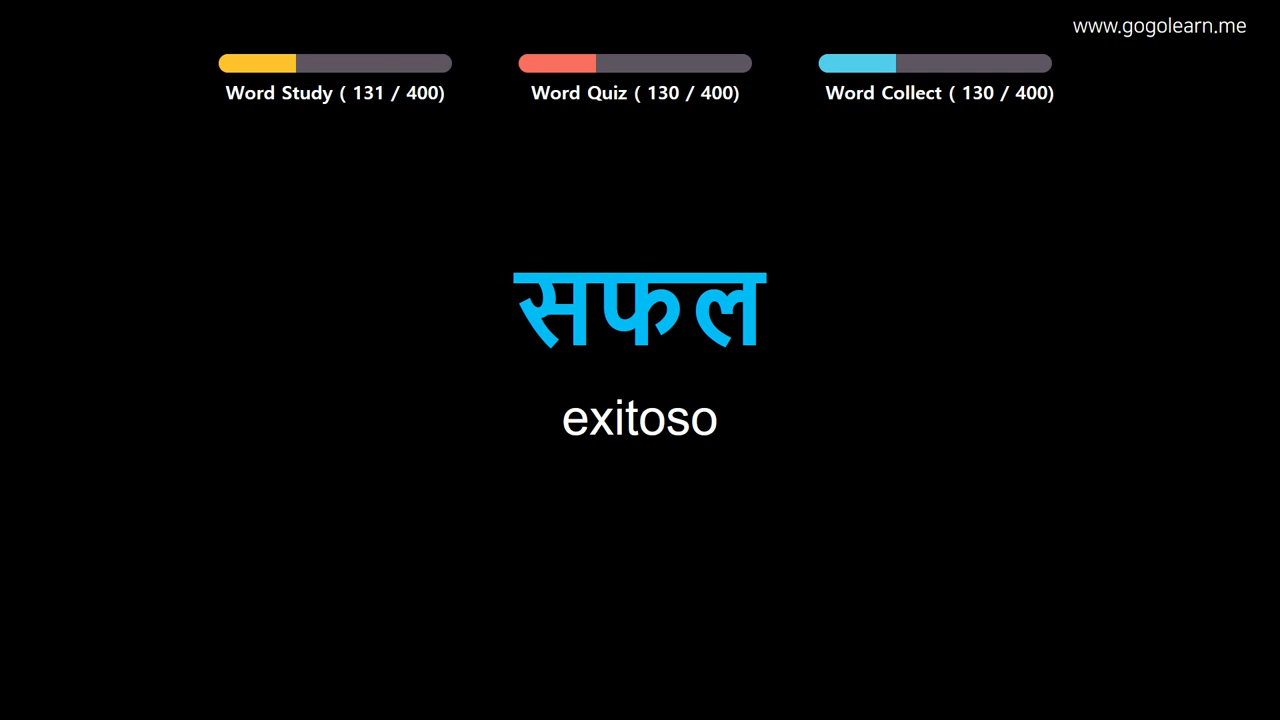 www.gogolearn.me
Word Study ( 131 / 400)
Word Quiz ( 130 / 400)
Word Collect ( 130 / 400)
सफल
exitoso